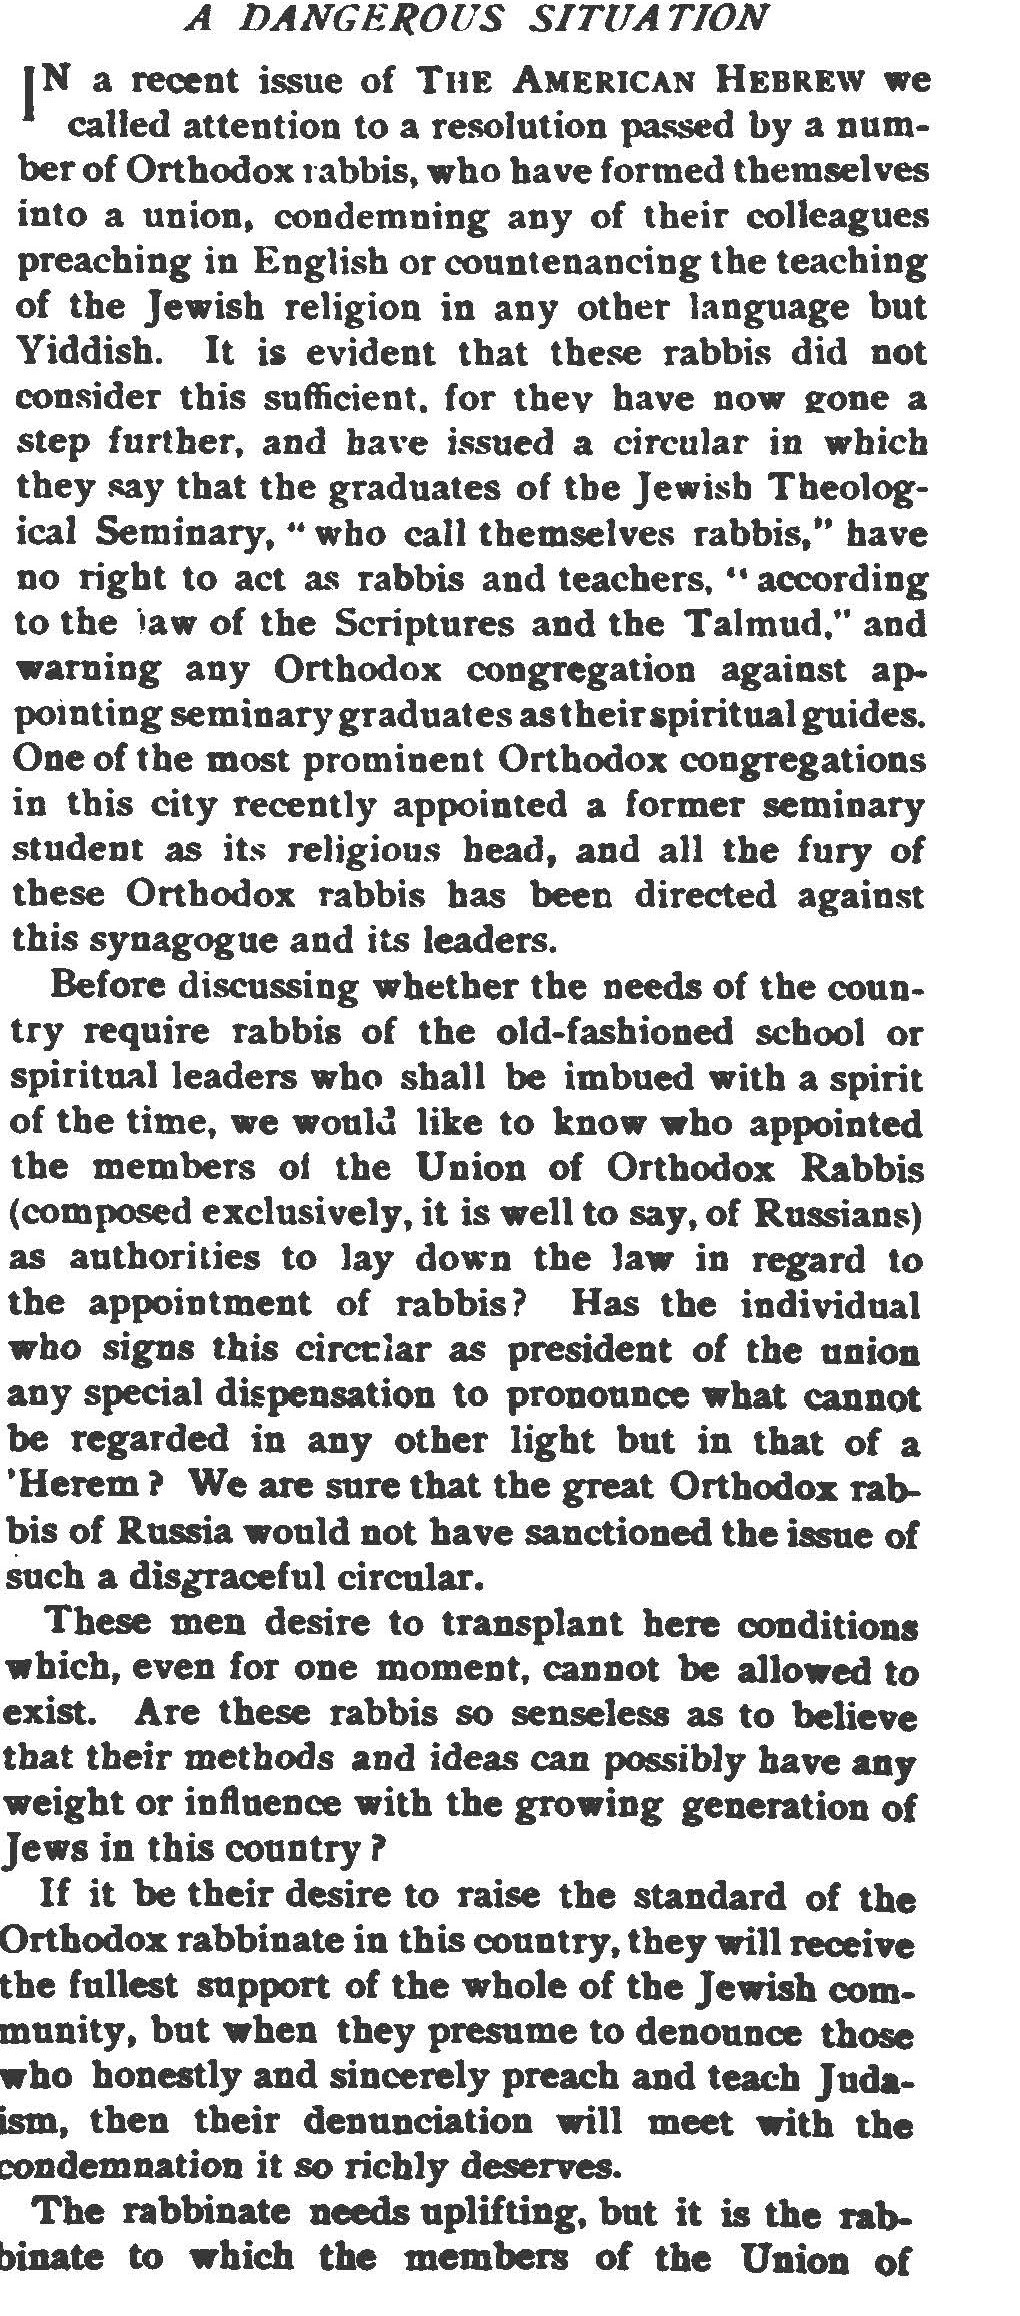 A DANGEROUS SITUATION
IN a recent issue of THE AMERICAN HEBREW we
called attention to a resolution passed by a num-
ber of Orthodox rabbis, who have formed themselves
into a union, condemning any of their colleagues
preaching in English or countenancing the teaching
of the Jewish religion in any other language but
Yiddish. It is evident that these rabbis did not
consider this sufficient, for they have now gone a
step further, and have issued a circular in which
they say that the graduates of the Jewish Theolog-
ical Seminary, "who call themselves rabbis," have
no right to act as rabbis and teachers, "according
to the law of the Scriptures and the Talmud," and
warning any Orthodox congregation against ap-
pointing seminary graduates as their spiritual guides.
One of the most prominent Orthodox congregations
in this city recently appointed a former seminary
student as its religious head, and all the fury of
these Orthodox rabbis has been directed against
this synagogue and its leaders.
Before discussing whether the needs of the coun-
try require rabbis of the old-fashioned school or
spiritual leaders who shall be imbued with a spirit
of the time, we would like to know who appointed
the members of the Union of Orthodox Rabbis
(composed exclusively, it is well to say, of Russians)
as authorities to lay down the law in regard to
the appointment of rabbis? Has the individual
who signs this circular as president of the union
any special dispensation to pronounce what cannot
be regarded in any other light but in that of a
'Herem? We are sure that the great Orthodox rab-
bis of Russia would not have sanctioned the issue of
such a disgraceful circular.
These men desire to transplant here conditions
which, even for one moment, cannot be allowed to
exist. Are these rabbis so senseless as to believe
that their methods and ideas can possibly have any
weight or influence with the growing generation of
Jews in this country?
If it be their desire to raise the standard of the
Orthodox rabbinate in this country, they will receive
the fullest support of the whole of the Jewish com-
munity, but when they presume to denounce those
who honestly and sincerely preach and teach Juda-
ism, then their denunciation will meet with the
condemnation it so richly deserves.
The rabbinate needs uplifting, but it is the rab-
binate to which the members of the Union of